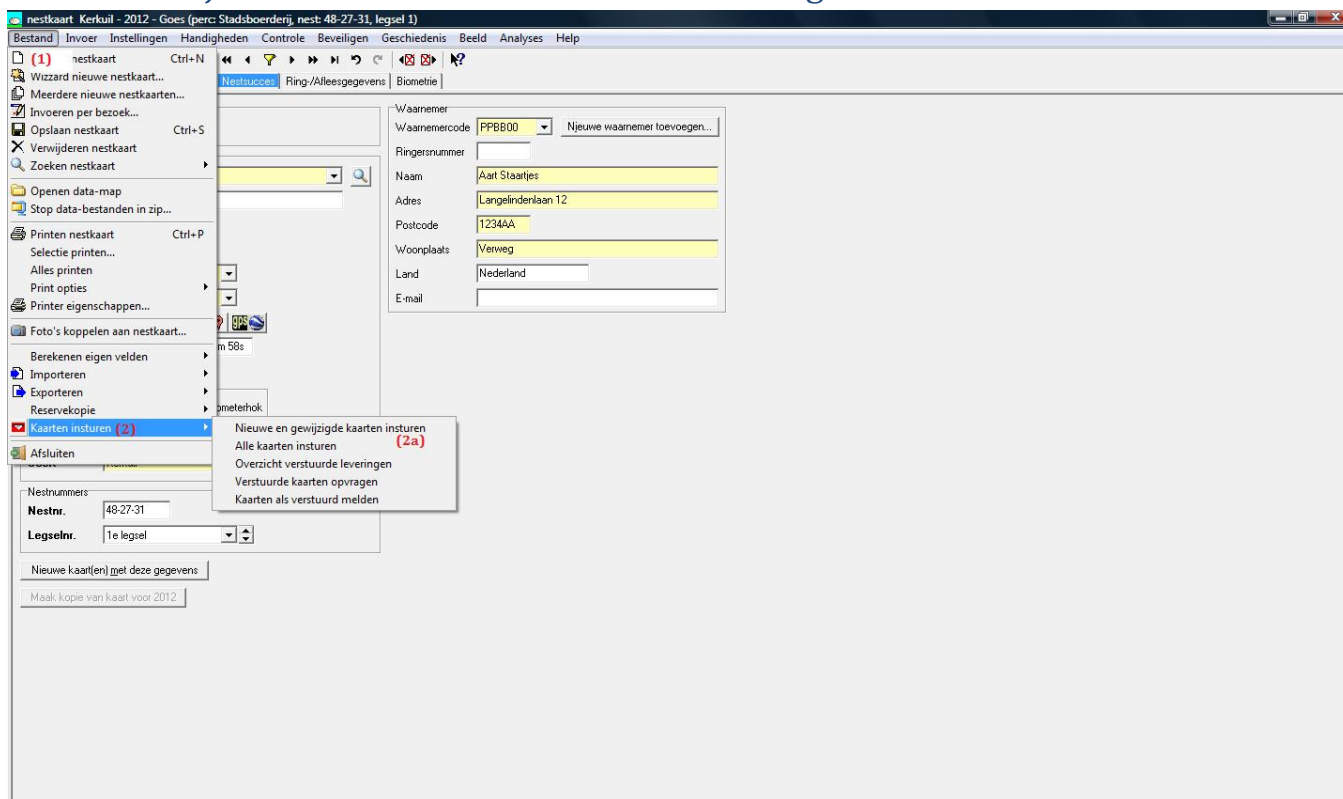 nestkaart Kerkuil - 2012 - Goes (perc: Stadsboerderij, nest: 48-27-31, legsel 1)
Bestand Invoer Instellingen Handigheden Controle Beveiligen Geschiedenis Beeld Analyses Help
(1) nestkaart Ctrl+N
Wizzard nieuwe nestkaart...
Meerdere nieuwe nestkaarten...
Invoeren per bezoek...
Opslaan nestkaart Ctrl+S
Verwijderen nestkaart
Zoeken nestkaart
Openen data-map
Stop data-bestanden in zip...
Printen nestkaart Ctrl+P
Selectie printen...
Alles printen
Print opties
Printer eigenschappen...
Foto's koppelen aan nestkaart...
Berekenen eigen velden
Importeren
Exporteren
Reservekopie
Kaarten insturen (2)
Afsluiten
Nieuwe en gewijzigde kaarten insturen
Alle kaarten insturen (2a)
Overzicht verstuurde leveringen
Verstuurde kaarten opvragen
Kaarten als verstuurd melden
Nestsucces Ring-/Afleesgegevens Biometrie
gps
m 58s
ometerhok
Nestnummers
Nestnr. 48-27-31
Legselnr. 1e legsel
Nieuwe kaart(en) met deze gegevens
Maak kopie van kaart voor 2012
Waarnemer
Waarnemercode PPBB00 Nieuwe waarnemer toevoegen...
Ringersnummer
Naam Aart Staartjes
Adres Langelindenlaan 12
Postcode 1234AA
Woonplaats Verweg
Land Nederland
E-mail